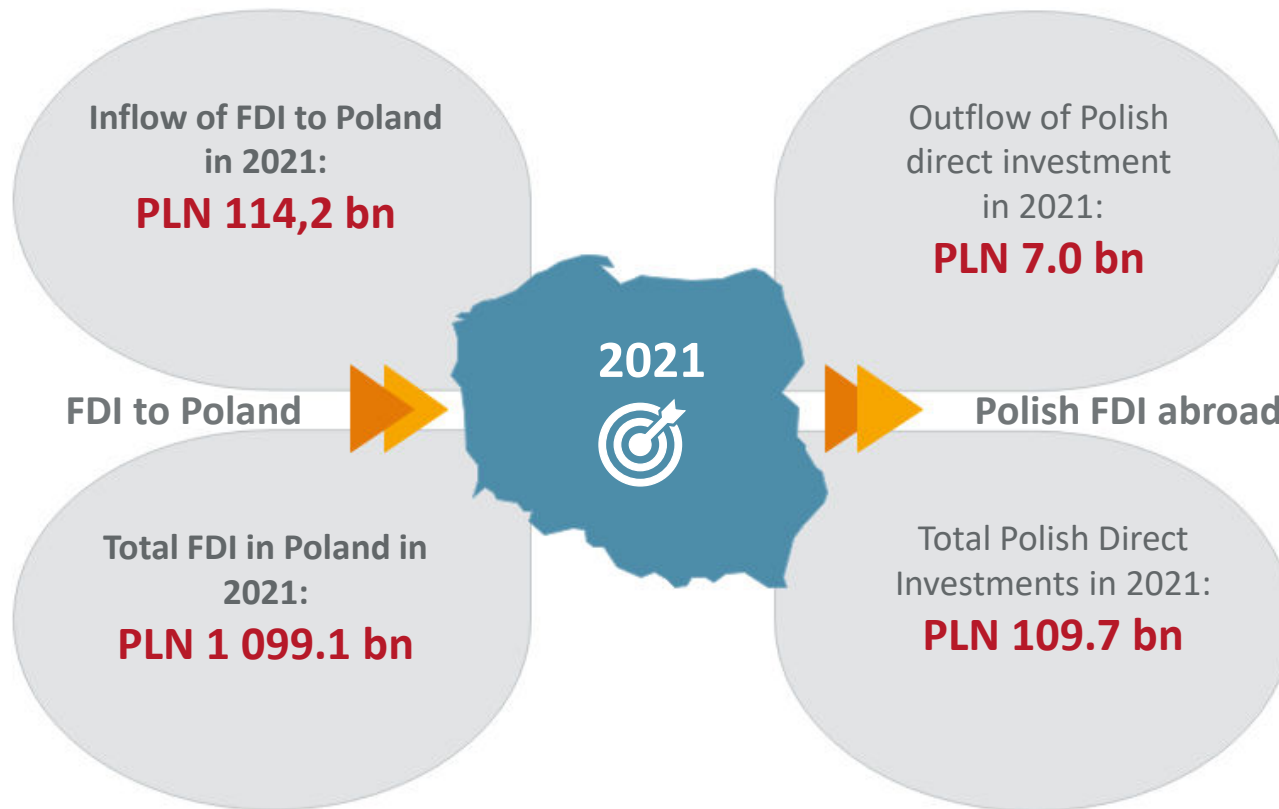 Inflow of FDI to Poland
in 2021:
PLN 114,2 bn
Outflow of Polish
direct investment
in 2021:
PLN 7.0 bn
2021
FDI to Poland
Polish FDI abroad
Total FDI in Poland in
2021:
PLN 1 099.1 bn
Total Polish Direct
Investments in 2021:
PLN 109.7 bn